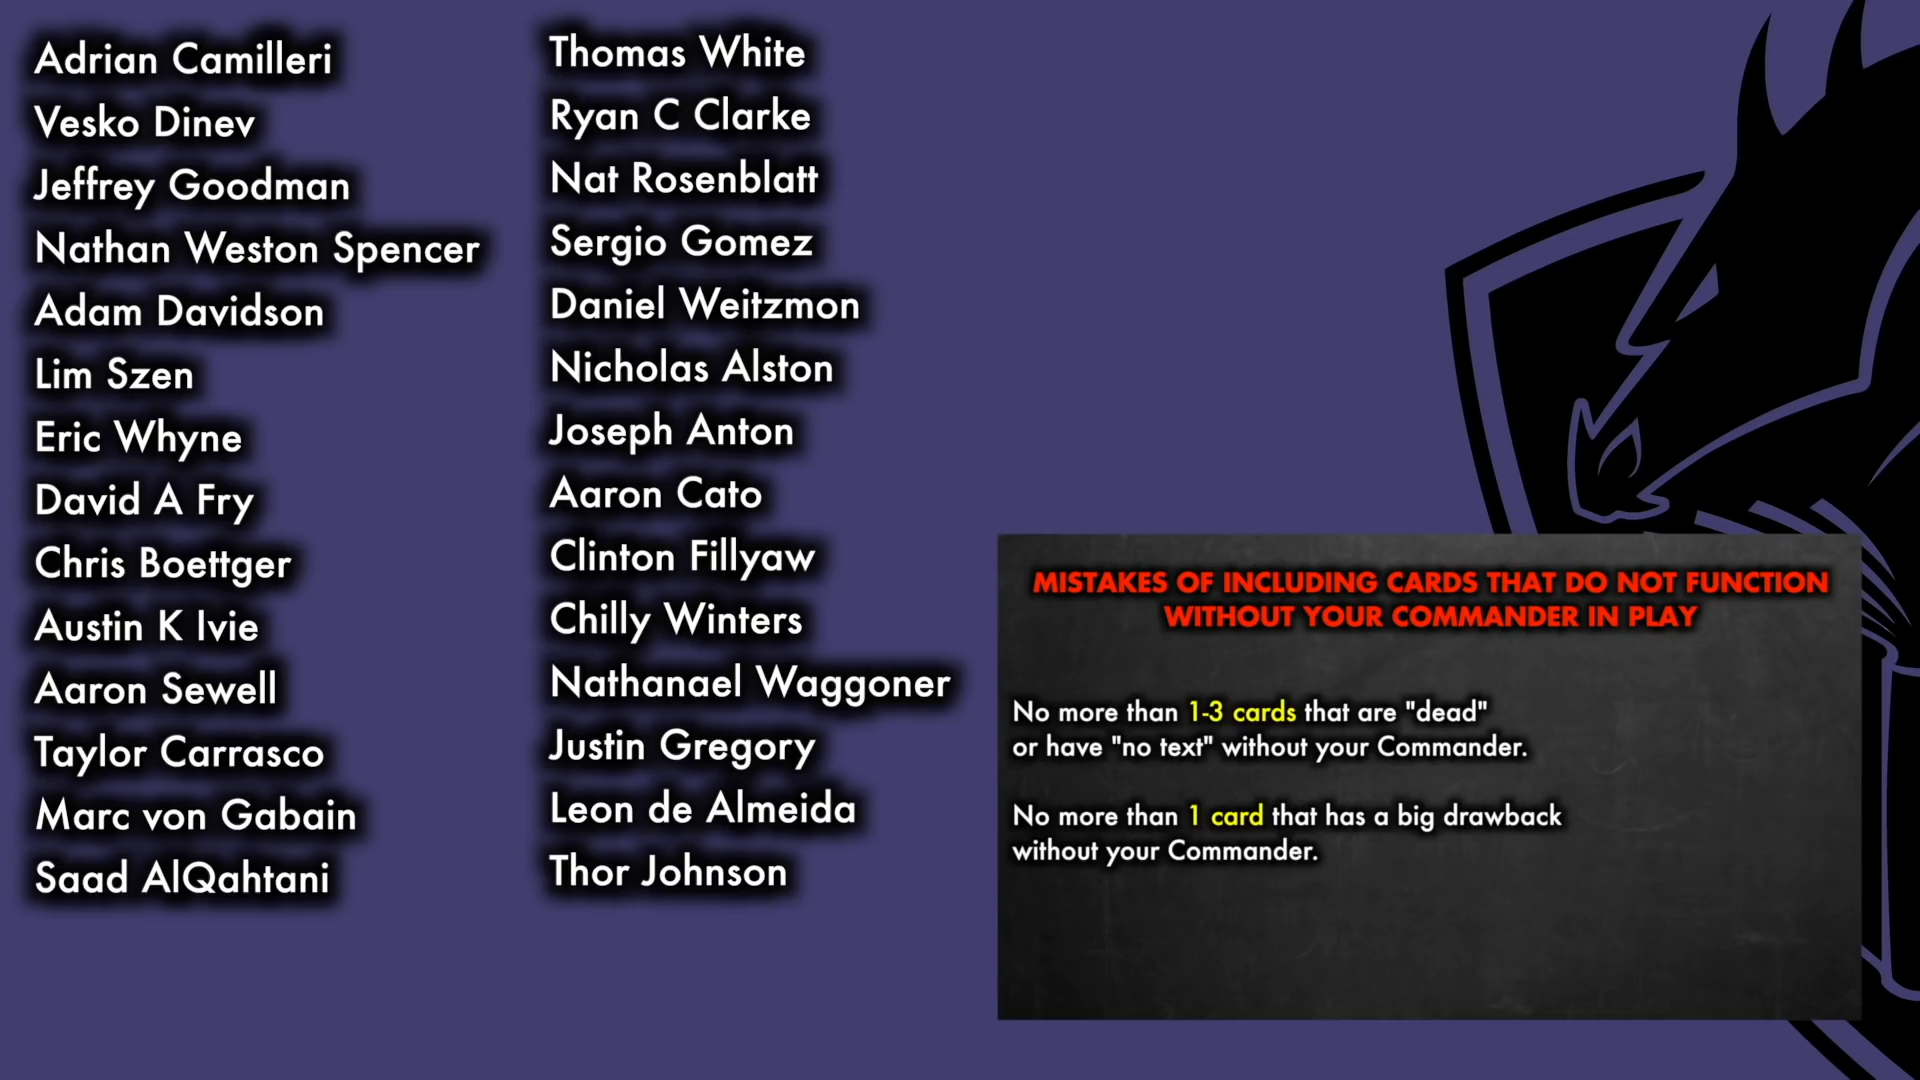 Adrian Camilleri
Vesko Dinev
Jeffrey Goodman
Nathan Weston Spencer
Adam Davidson
Lim Szen
Eric Whyne
David A Fry
Chris Boettger
Austin K Ivie
Aaron Sewell
Taylor Carrasco
Marc von Gabain
Saad AlQahtani
Thomas White
Ryan C Clarke
Nat Rosenblatt
Sergio Gomez
Daniel Weitzmon
Nicholas Alston
Joseph Anton
Aaron Cato
Clinton Fillyaw
Chilly Winters
Nathanael Waggoner
Justin Gregory
Leon de Almeida
Thor Johnson
MISTAKES OF INCLUDING CARDS THAT DO NOT FUNCTION
WITHOUT YOUR COMMANDER IN PLAY
No more than 1-3 cards that are "dead"
or have "no text" without your Commander.
No more than 1 card that has a big drawback
without your Commander.